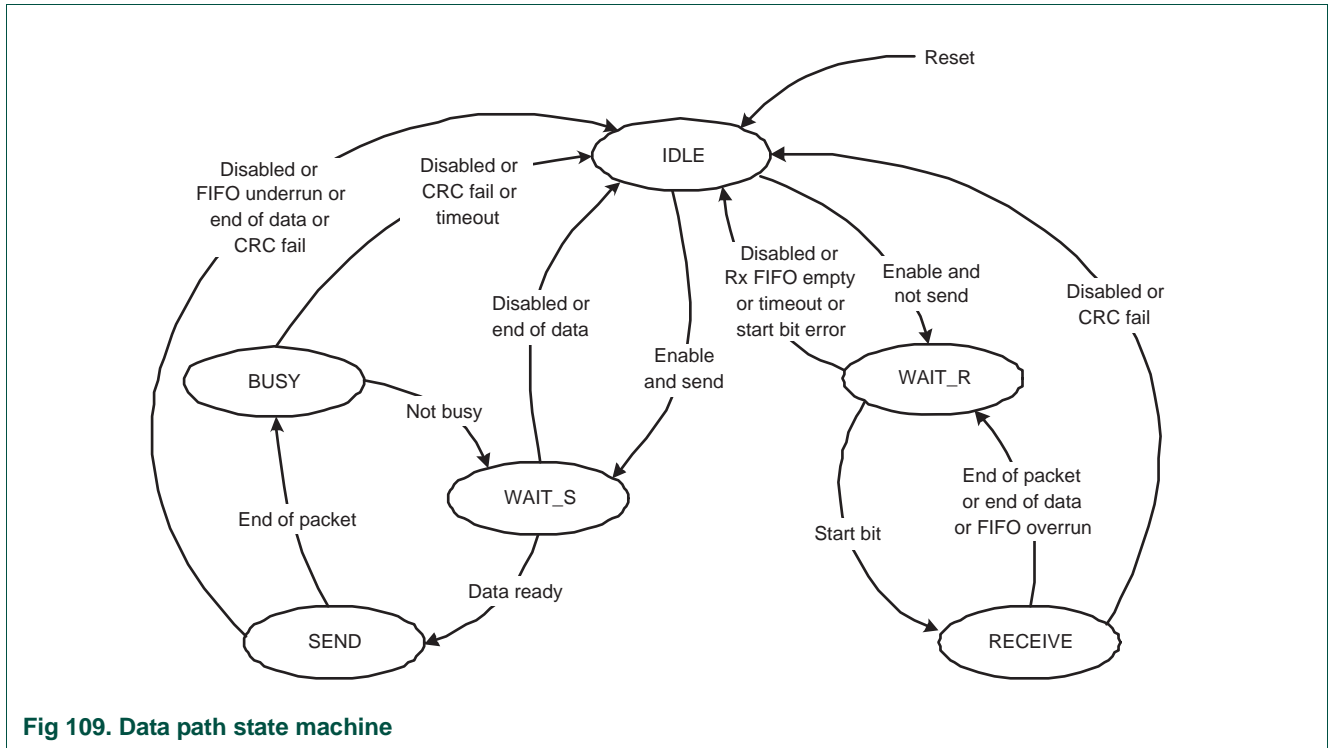 Reset
IDLE
Disabled or
FIFO underrun or
end of data or
CRC fail
Disabled or
CRC fail or
timeout
Disabled or
end of data
Enable
and send
Disabled or
Rx FIFO empty
or timeout or
start bit error
Enable and
not send
Disabled or
CRC fail
BUSY
Not busy
WAIT_R
WAIT_S
End of packet
End of packet
or end of data
or FIFO overrun
Start bit
Data ready
SEND
RECEIVE
Fig 109. Data path state machine